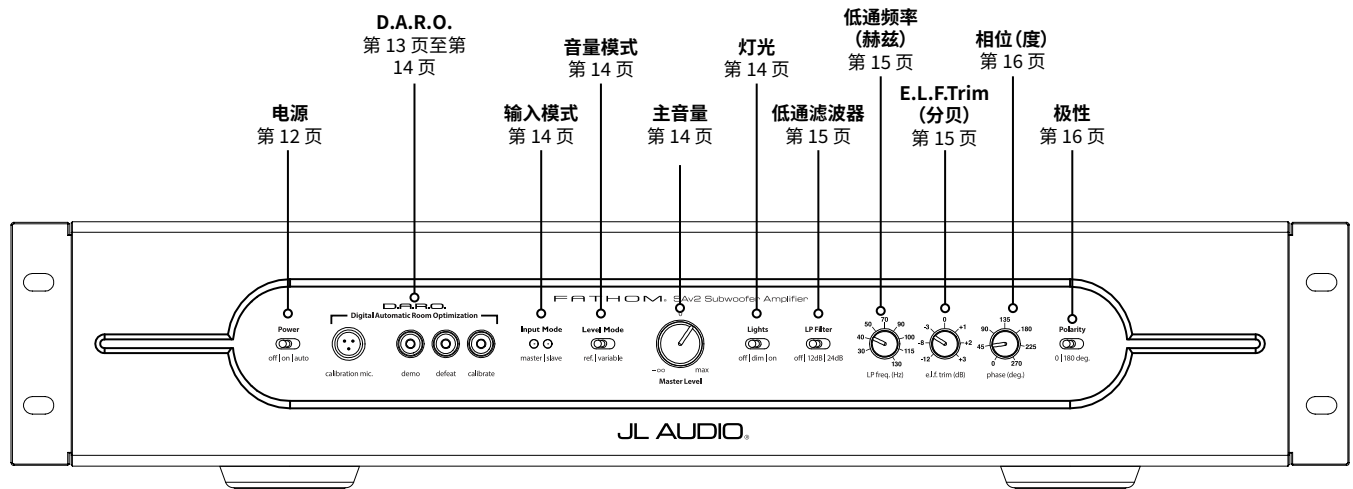 D.A.R.O.
第 13 页至第
14 页
电源
第 12 页
输入模式
第 14 页
音量模式
第 14 页
主音量
第 14 页
灯光
第 14 页
低通滤波器
第 15 页
低通频率
（赫兹）
第 15 页
E.L.F.Trim
（分贝）
第 15 页
相位（度）
第 16 页
极性
第 16 页
FATHOM® SAv2 Subwoofer Amplifier
Power
off | on | auto
D.A.R.O.
Digital Automatic Room Optimization
calibration mic.
demo
defeat
calibrate
Input Mode
master | slave
Level Mode
ref. | variable
0
-∞
max
Master Level
Lights
off | dim | on
LP Filter
off | 12dB | 24dB
30
40
50
70
90
100
115
130
LP freq. (Hz)
-12
-8
-3
0
+1
+2
+3
e.l.f. trim (dB)
0
45
90
135
180
225
270
phase (deg.)
Polarity
0 | 180 deg.
JL AUDIO®